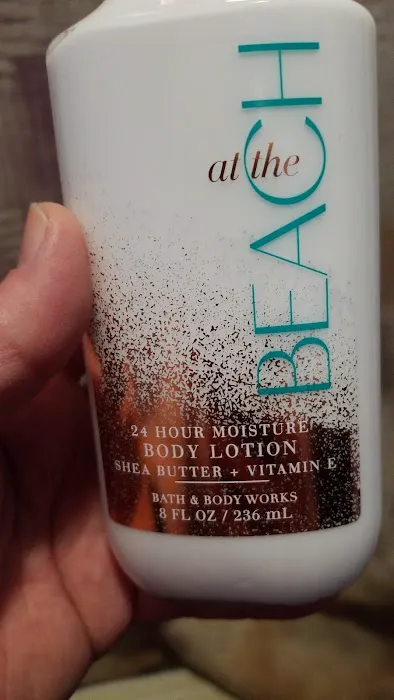 at the
BEACH
24 HOUR MOISTURE
BODY LOTION
SHEA BUTTER + VITAMIN E
BATH & BODY WORKS
8 FL OZ / 236 mL